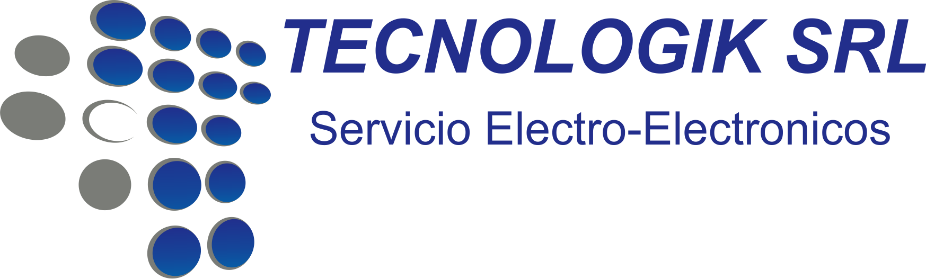 TECNOLOGIK SRL
Servicio Electro-Electronicos